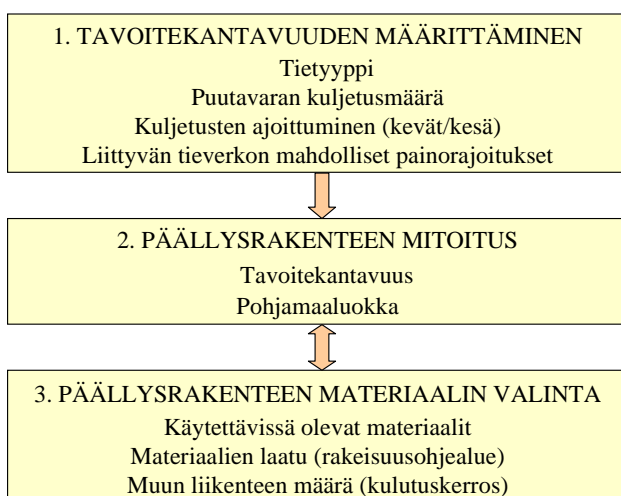 1. TAVOITEKANTAVUUDEN MÄÄRITTÄMINEN
Tietyyppi
Puutavaran kuljetusmäärä
Kuljetusten ajoittuminen (kevät/kesä)
Liittyvän tieverkon mahdolliset painorajoitukset
2. PÄÄLLYSRAKENTEEN MITOITUS
Tavoitekantavuus
Pohjamaaluokka
3. PÄÄLLYSRAKENTEEN MATERIAALIN VALINTA
Käytettävissä olevat materiaalit
Materiaalien laatu (rakeisuusohjealue)
Muun liikenteen määrä (kulutuskerros)